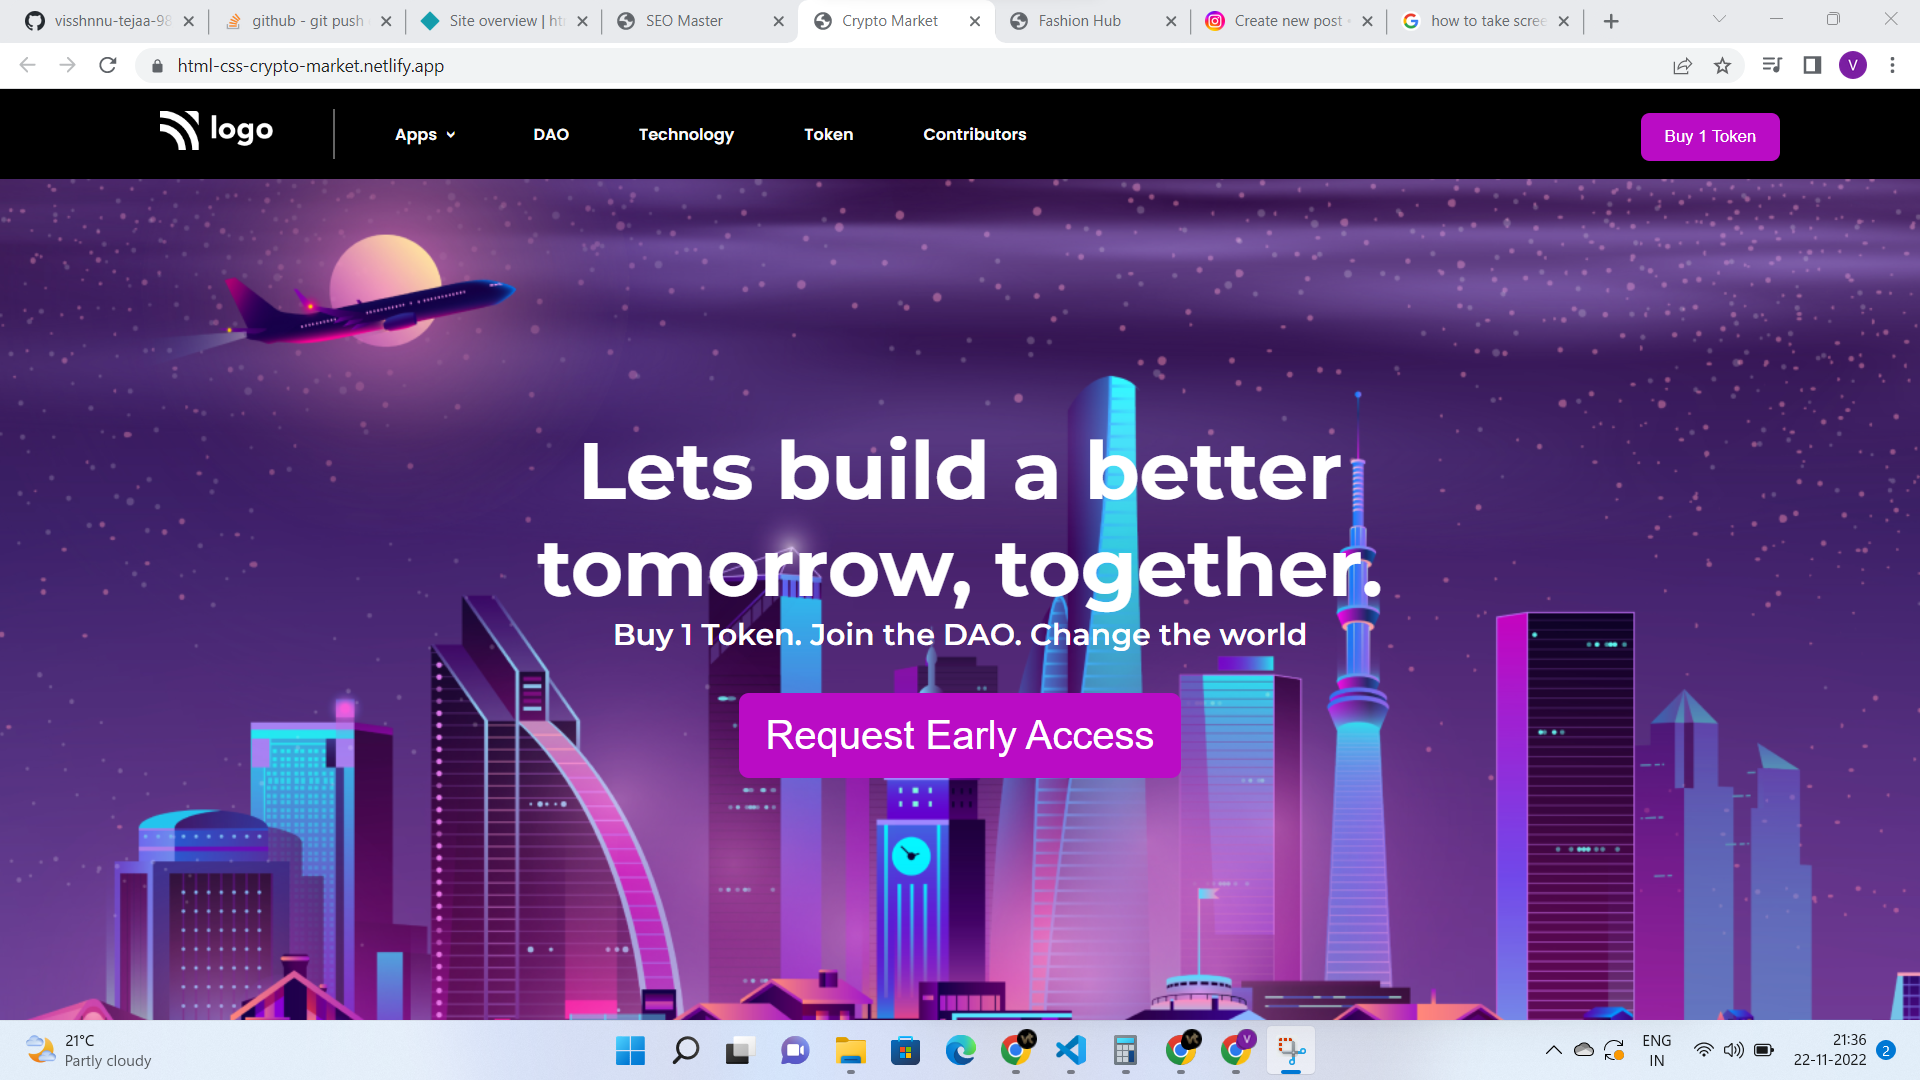 visshnnu-tejaa-98
github - git push
Site overview | ht
SEO Master
Crypto Market
Fashion Hub
Create new post
how to take scree
html-css-crypto-market.netlify.app
V
logo
Apps
DAO
Technology
Token
Contributors
Buy 1 Token
Lets build a better
tomorrow, together.
Buy 1 Token. Join the DAO. Change the world
Request Early Access
21°C
Partly cloudy
vt
vt
V
ENG
IN
21:36
22-11-2022
2